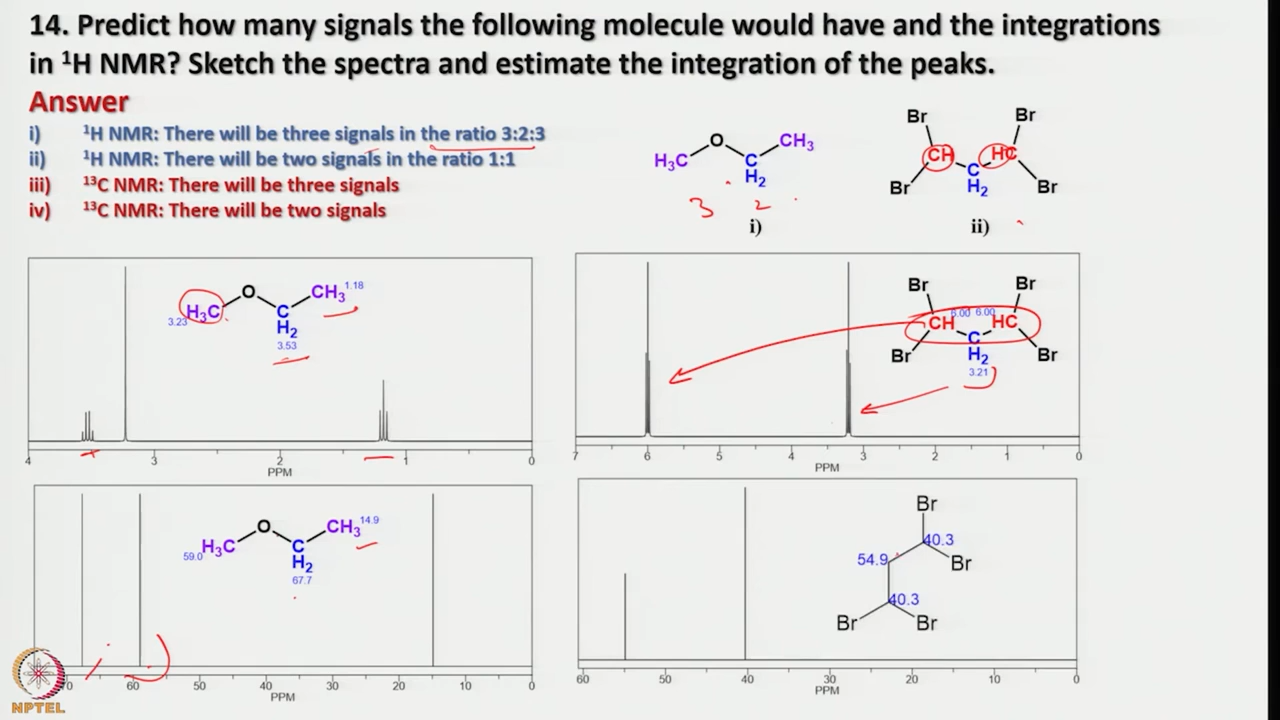 14. Predict how many signals the following molecule would have and the integrations
in ¹H NMR? Sketch the spectra and estimate the integration of the peaks.
Answer
i) ¹H NMR: There will be three signals in the ratio 3:2:3
ii) ¹H NMR: There will be two signals in the ratio 1:1
iii) ¹³C NMR: There will be three signals
iv) ¹³C NMR: There will be two signals
H₃C O C H₂ CH₃
3 2
i)
Br Br
CH C H₂ HC
Br Br
ii)
H₃C O C H₂ CH₃
3.23 3.53 1.18
4 3 2 1 0
PPM
Br Br
6.00 6.00
CH C H₂ HC
Br Br
3.21
7 6 5 4 3 2 1 0
PPM
H₃C O C H₂ CH₃
59.0 67.7 14.9
70 60 50 40 30 20 10 0
PPM
Br
40.3
54.9
Br
40.3
Br Br
60 50 40 30 20 10 0
PPM
NPTEL